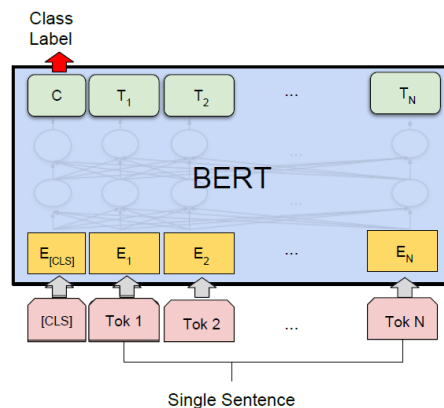 Class
Label
C T1 T2 ... TN
...
BERT
...
E[CLS] E1 E2 ... EN
[CLS] Tok 1 Tok 2 ... Tok N
Single Sentence